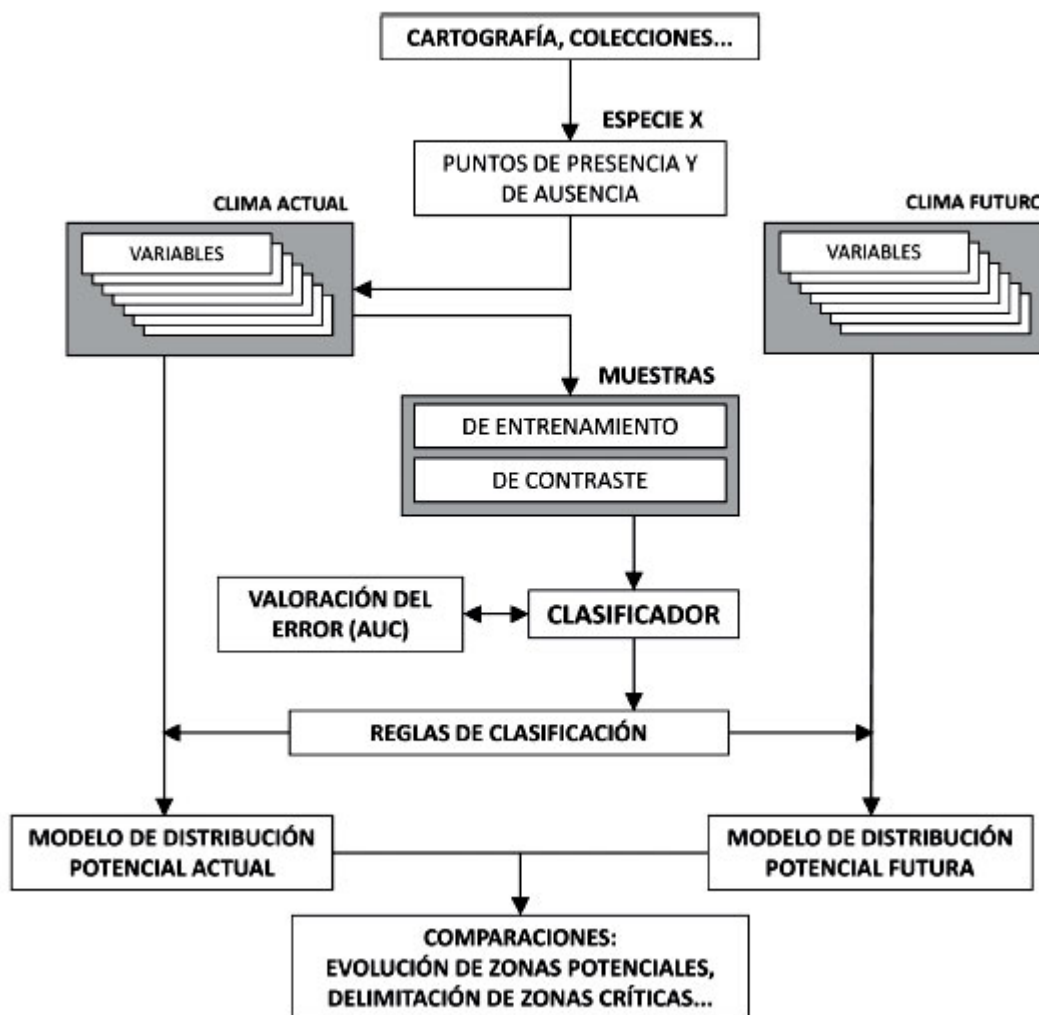 CARTOGRAFÍA, COLECCIONES...
ESPECIE X
PUNTOS DE PRESENCIA Y
DE AUSENCIA
CLIMA ACTUAL
CLIMA FUTURO
VARIABLES
VARIABLES
MUESTRAS
DE ENTRENAMIENTO
DE CONTRASTE
VALORACIÓN DEL
ERROR (AUC)
CLASIFICADOR
REGLAS DE CLASIFICACIÓN
MODELO DE DISTRIBUCIÓN
POTENCIAL ACTUAL
MODELO DE DISTRIBUCIÓN
POTENCIAL FUTURA
COMPARACIONES:
EVOLUCIÓN DE ZONAS POTENCIALES,
DELIMITACIÓN DE ZONAS CRÍTICAS...